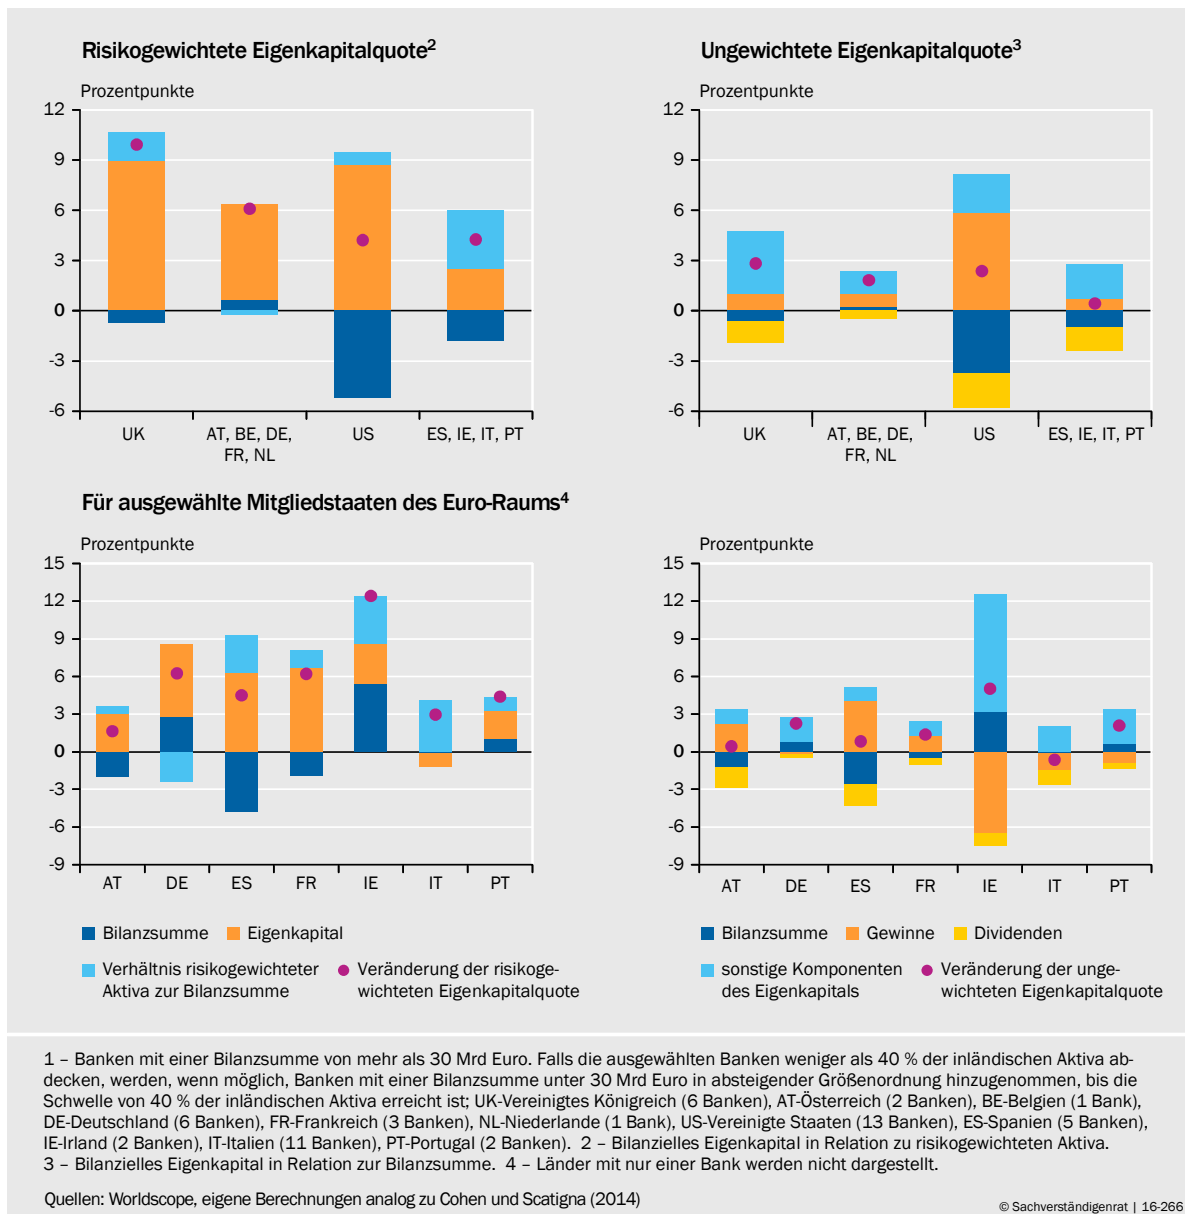 Risikogewichtete Eigenkapitalquote²
Prozentpunkte
12
9
6
3
0
-3
-6
UK
AT, BE, DE,
FR, NL
US
ES, IE, IT, PT
Ungewichtete Eigenkapitalquote³
Prozentpunkte
12
9
6
3
0
-3
-6
UK
AT, BE, DE,
FR, NL
US
ES, IE, IT, PT
Für ausgewählte Mitgliedstaaten des Euro-Raums⁴
Prozentpunkte
15
12
9
6
3
0
-3
-6
-9
AT
DE
ES
FR
IE
IT
PT
Bilanzsumme
Eigenkapital
Verhältnis risikogewichteter
Aktiva zur Bilanzsumme
Veränderung der risikoge-
wichteten Eigenkapitalquote
Prozentpunkte
15
12
9
6
3
0
-3
-6
-9
AT
DE
ES
FR
IE
IT
PT
Bilanzsumme
Gewinne
Dividenden
sonstige Komponenten
des Eigenkapitals
Veränderung der unge-
wichteten Eigenkapitalquote
1 – Banken mit einer Bilanzsumme von mehr als 30 Mrd Euro. Falls die ausgewählten Banken weniger als 40 % der inländischen Aktiva ab-
decken, werden, wenn möglich, Banken mit einer Bilanzsumme unter 30 Mrd Euro in absteigender Größenordnung hinzugenommen, bis die
Schwelle von 40 % der inländischen Aktiva erreicht ist; UK-Vereinigtes Königreich (6 Banken), AT-Österreich (2 Banken), BE-Belgien (1 Bank),
DE-Deutschland (6 Banken), FR-Frankreich (3 Banken), NL-Niederlande (1 Bank), US-Vereinigte Staaten (13 Banken), ES-Spanien (5 Banken),
IE-Irland (2 Banken), IT-Italien (11 Banken), PT-Portugal (2 Banken). 2 – Bilanzielles Eigenkapital in Relation zu risikogewichteten Aktiva.
3 – Bilanzielles Eigenkapital in Relation zur Bilanzsumme. 4 – Länder mit nur einer Bank werden nicht dargestellt.
Quellen: Worldscope, eigene Berechnungen analog zu Cohen und Scatigna (2014)
© Sachverständigenrat | 16-266